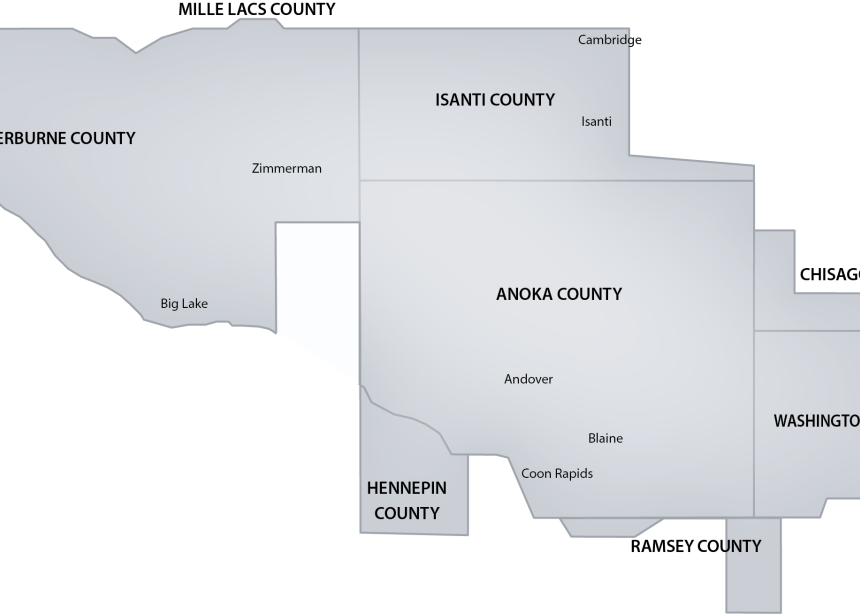 MILLE LACS COUNTY
Cambridge
ISANTI COUNTY
Isanti
ERBURNE COUNTY
Zimmerman
CHISAG
ANOKA COUNTY
Big Lake
Andover
WASHINGTO
Blaine
Coon Rapids
HENNEPIN
COUNTY
RAMSEY COUNTY